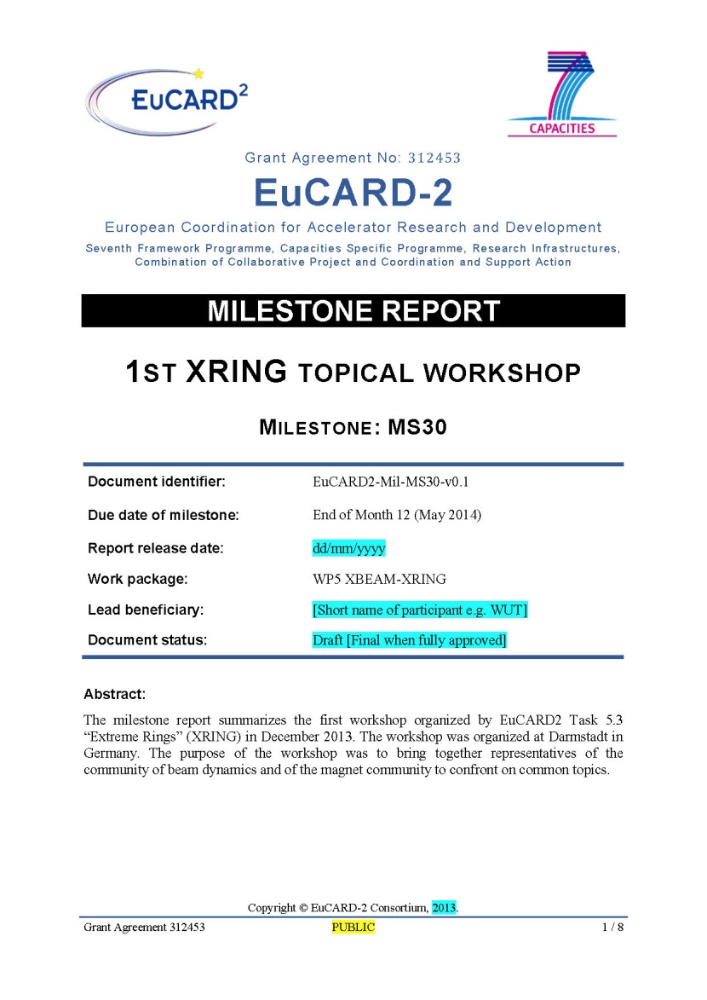 EuCARD²
7
CAPACITIES
Grant Agreement No: 312453
EuCARD-2
European Coordination for Accelerator Research and Development
Seventh Framework Programme, Capacities Specific Programme, Research Infrastructures,
Combination of Collaborative Project and Coordination and Support Action
MILESTONE REPORT
1ST XRING TOPICAL WORKSHOP
MILESTONE: MS30
Document identifier: EuCARD2-Mil-MS30-v0.1
Due date of milestone: End of Month 12 (May 2014)
Report release date: dd/mm/yyyy
Work package: WP5 XBEAM-XRING
Lead beneficiary: [Short name of participant e.g. WUT]
Document status: Draft [Final when fully approved]
Abstract:
The milestone report summarizes the first workshop organized by EuCARD2 Task 5.3
“Extreme Rings” (XRING) in December 2013. The workshop was organized at Darmstadt in
Germany. The purpose of the workshop was to bring together representatives of the
community of beam dynamics and of the magnet community to confront on common topics.
Copyright © EuCARD-2 Consortium, 2013.
Grant Agreement 312453 PUBLIC 1 / 8